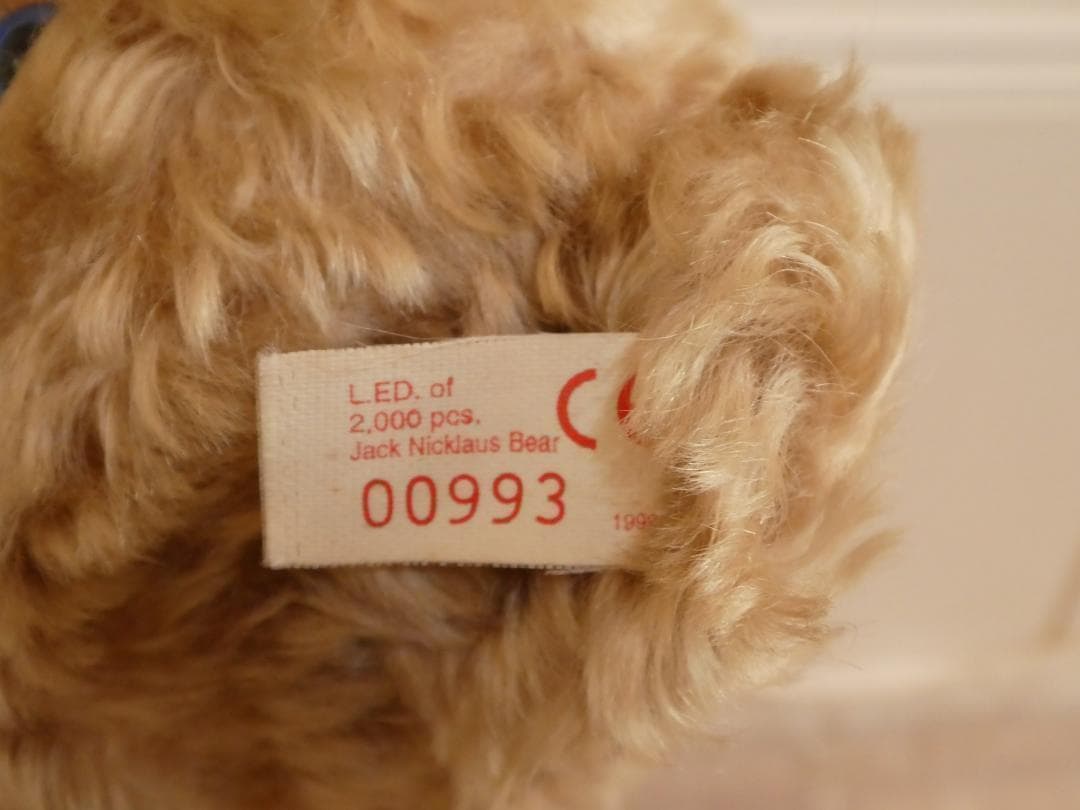 L.ED. of
2,000 pcs.
Jack Nicklaus Bear
00993